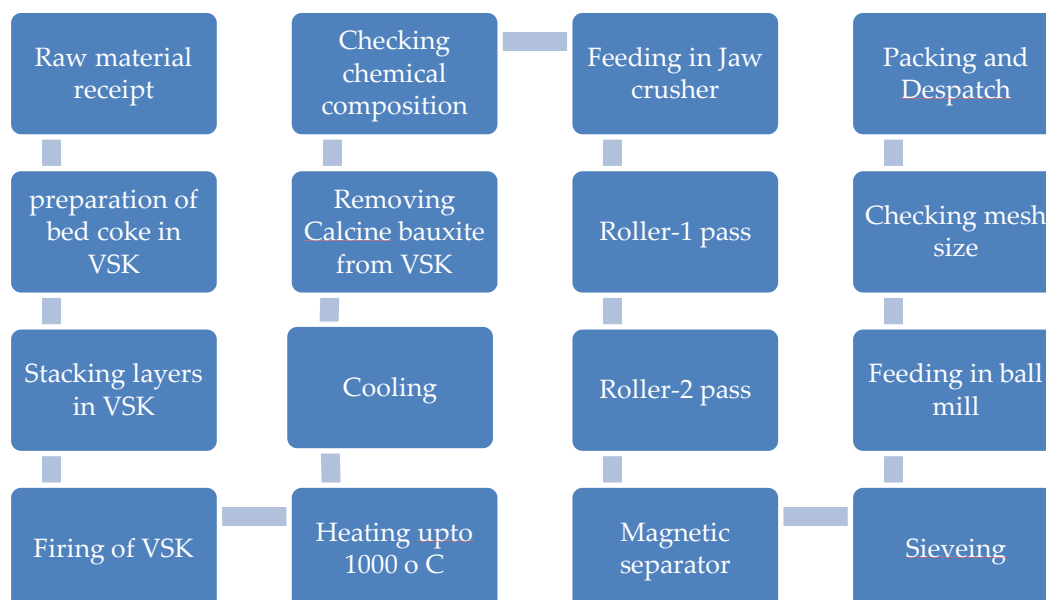 Raw material
receipt
preparation of
bed coke in
VSK
Stacking layers
in VSK
Firing of VSK
Heating upto
1000 o C
Cooling
Removing
Calcine bauxite
from VSK
Checking
chemical
composition
Feeding in Jaw
crusher
Roller-1 pass
Roller-2 pass
Magnetic
separator
Sieveing
Feeding in ball
mill
Checking mesh
size
Packing and
Despatch